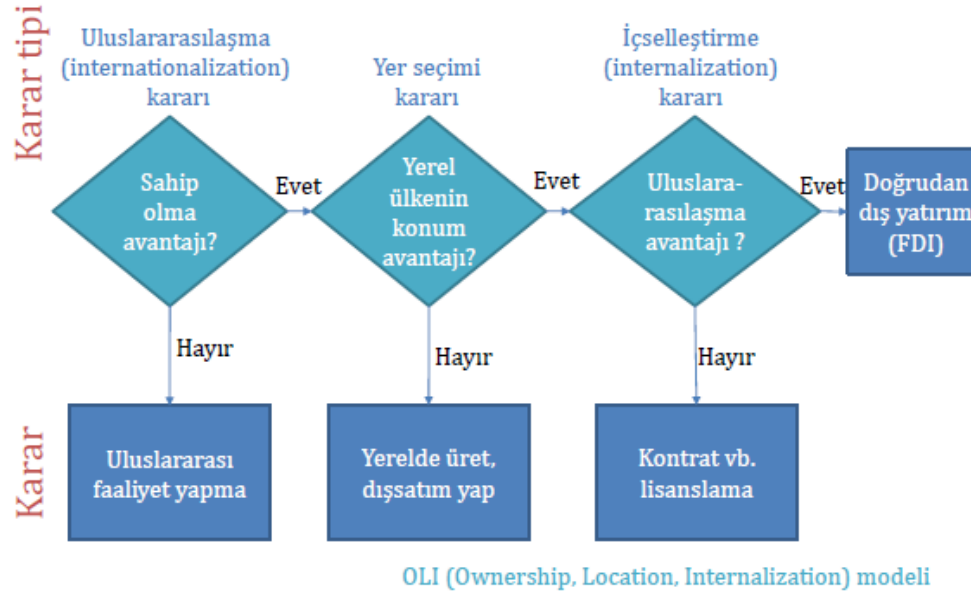 Karar tipi
Uluslararasılaşma
(internationalization)
kararı
Yer seçimi
kararı
İçselleştirme
(internalization)
kararı
Sahip
olma
avantajı?
Evet
Yerel
ülkenin
konum
avantajı?
Evet
Uluslara-
rasılaşma
avantajı ?
Evet
Doğrudan
dış yatırım
(FDI)
Hayır
Hayır
Hayır
Karar
Uluslararası
faaliyet yapma
Yerelde üret,
dışsatım yap
Kontrat vb.
lisanslama
OLI (Ownership, Location, Internalization) modeli